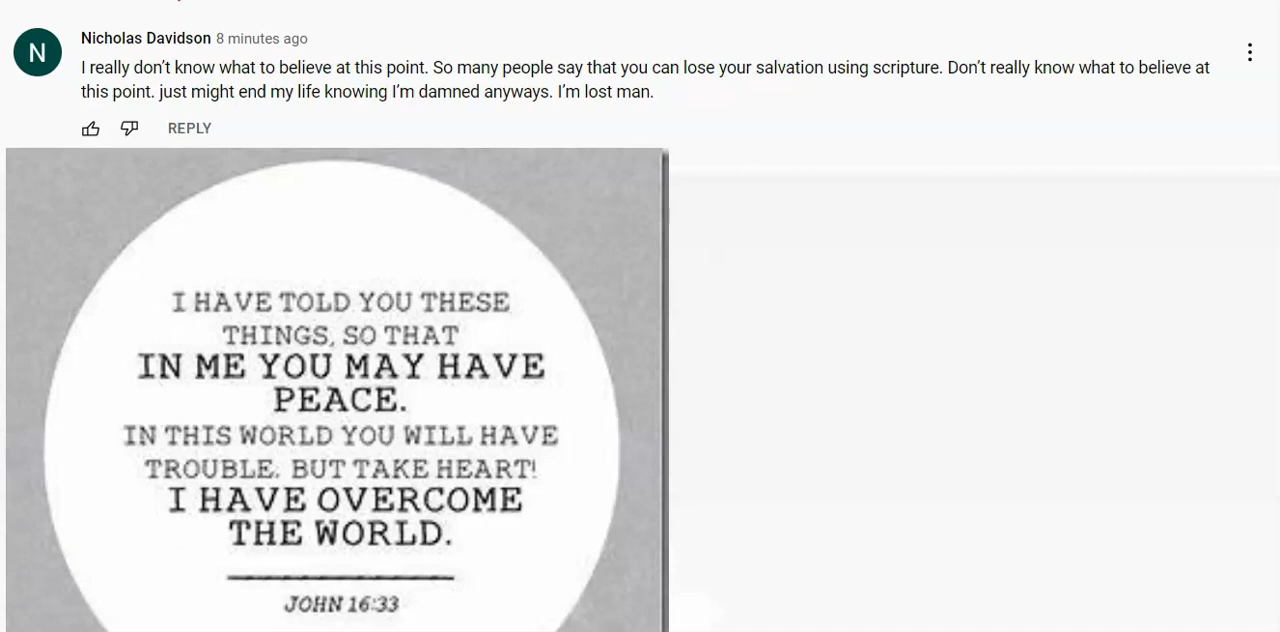 N
Nicholas Davidson 8 minutes ago
I really don't know what to believe at this point. So many people say that you can lose your salvation using scripture. Don't really know what to believe at
this point. just might end my life knowing I'm damned anyways. I'm lost man.
REPLY
I HAVE TOLD YOU THESE
THINGS, SO THAT
IN ME YOU MAY HAVE
PEACE.
IN THIS WORLD YOU WILL HAVE
TROUBLE. BUT TAKE HEART!
I HAVE OVERCOME
THE WORLD.
JOHN 16:33